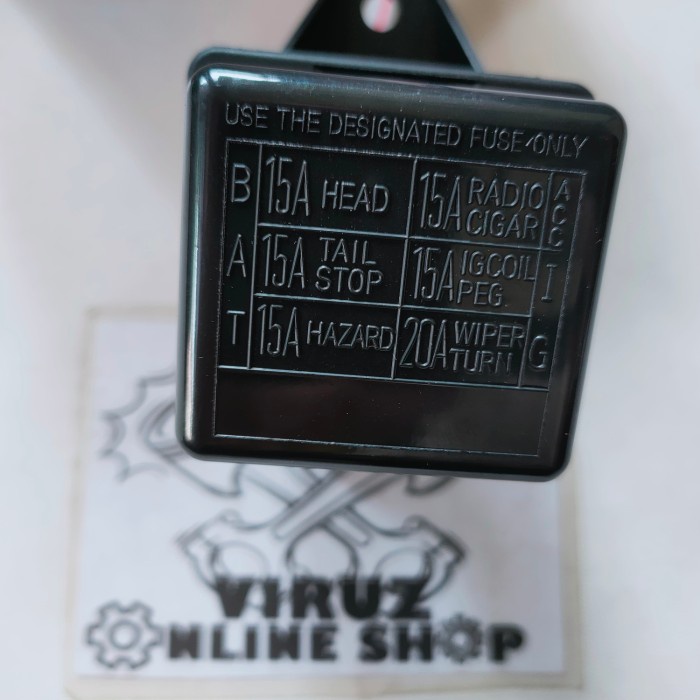 USE THE DESIGNATED FUSE ONLY
B 15A HEAD 15A RADIO CIGAR ACC
A 15A TAIL STOP 15A IGCOIL PEG I
T 15A HAZARD 20A WIPER TURN G
VIRUZ
ONLINE SHOP